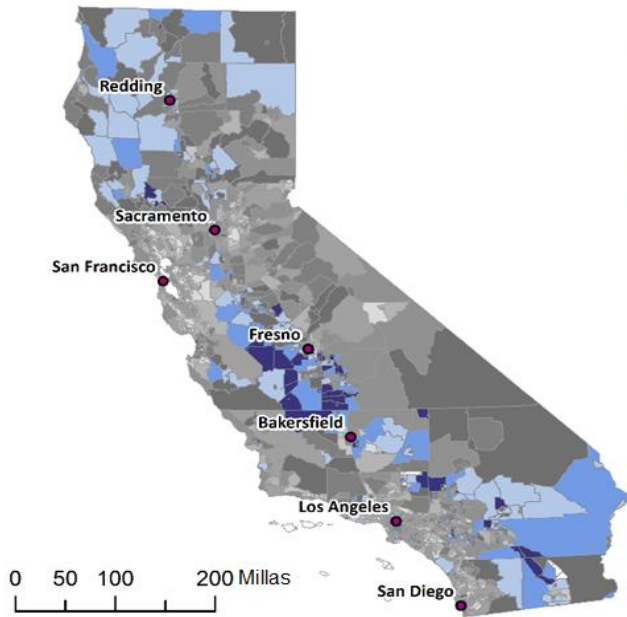 Redding
Sacramento
San Francisco
Fresno
Bakersfield
Los Angeles
San Diego
0 50 100 200 Millas